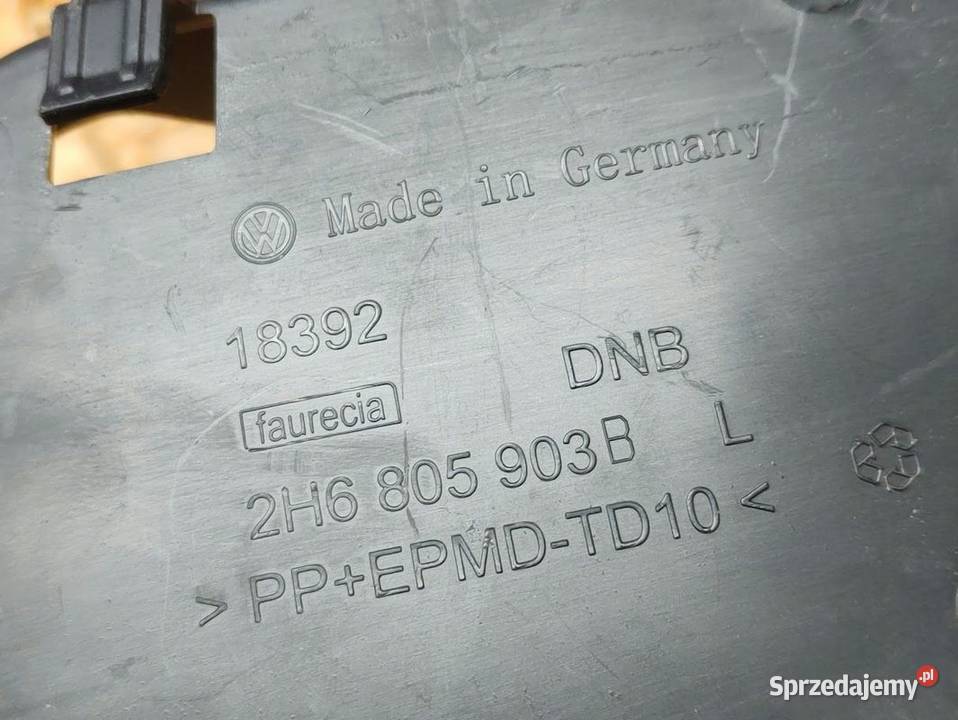 Made in Germany
18392
DNB
faurecia
2H6 805 903 B L
> PP+EPMD-TD10 <
Sprzedajemy.pl